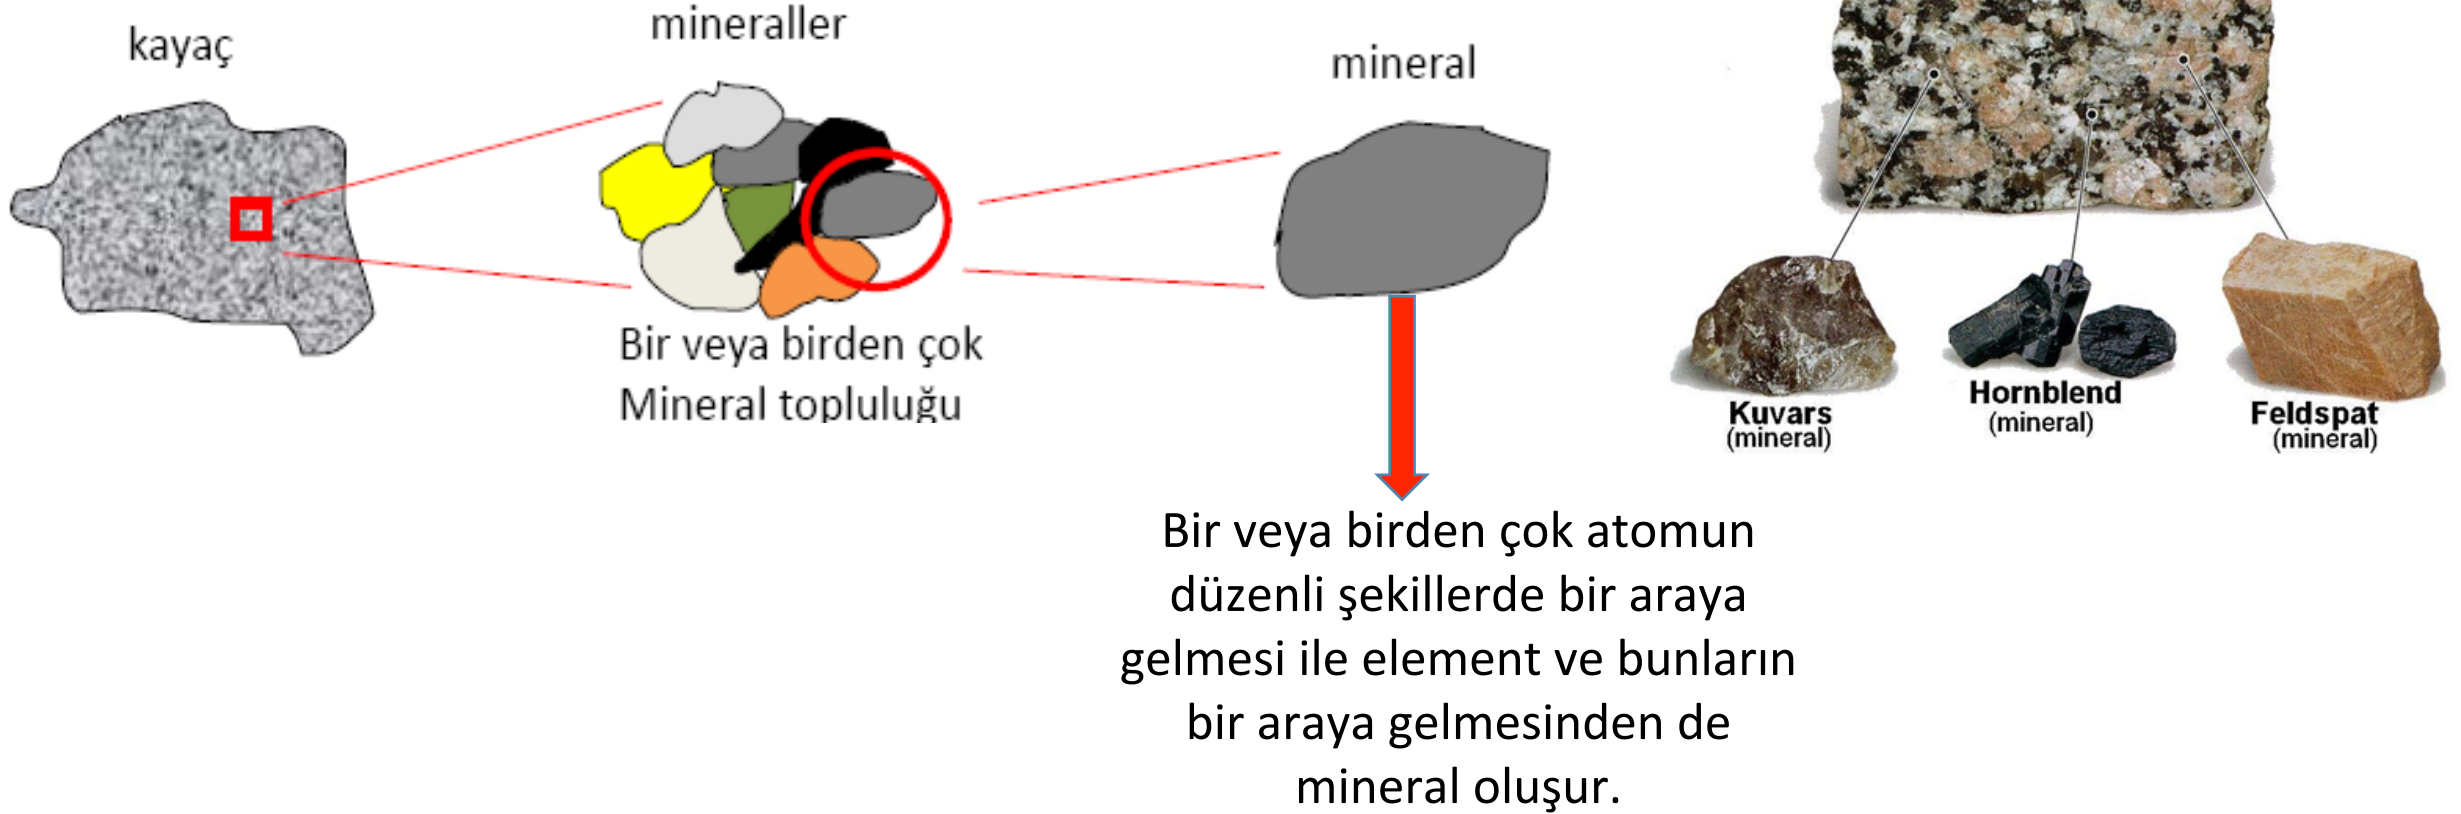 kayaç
mineraller
mineral
Bir veya birden çok
Mineral topluluğu
Kuvars
(mineral)
Hornblend
(mineral)
Feldspat
(mineral)
Bir veya birden çok atomun
düzenli şekillerde bir araya
gelmesi ile element ve bunların
bir araya gelmesinden de
mineral oluşur.